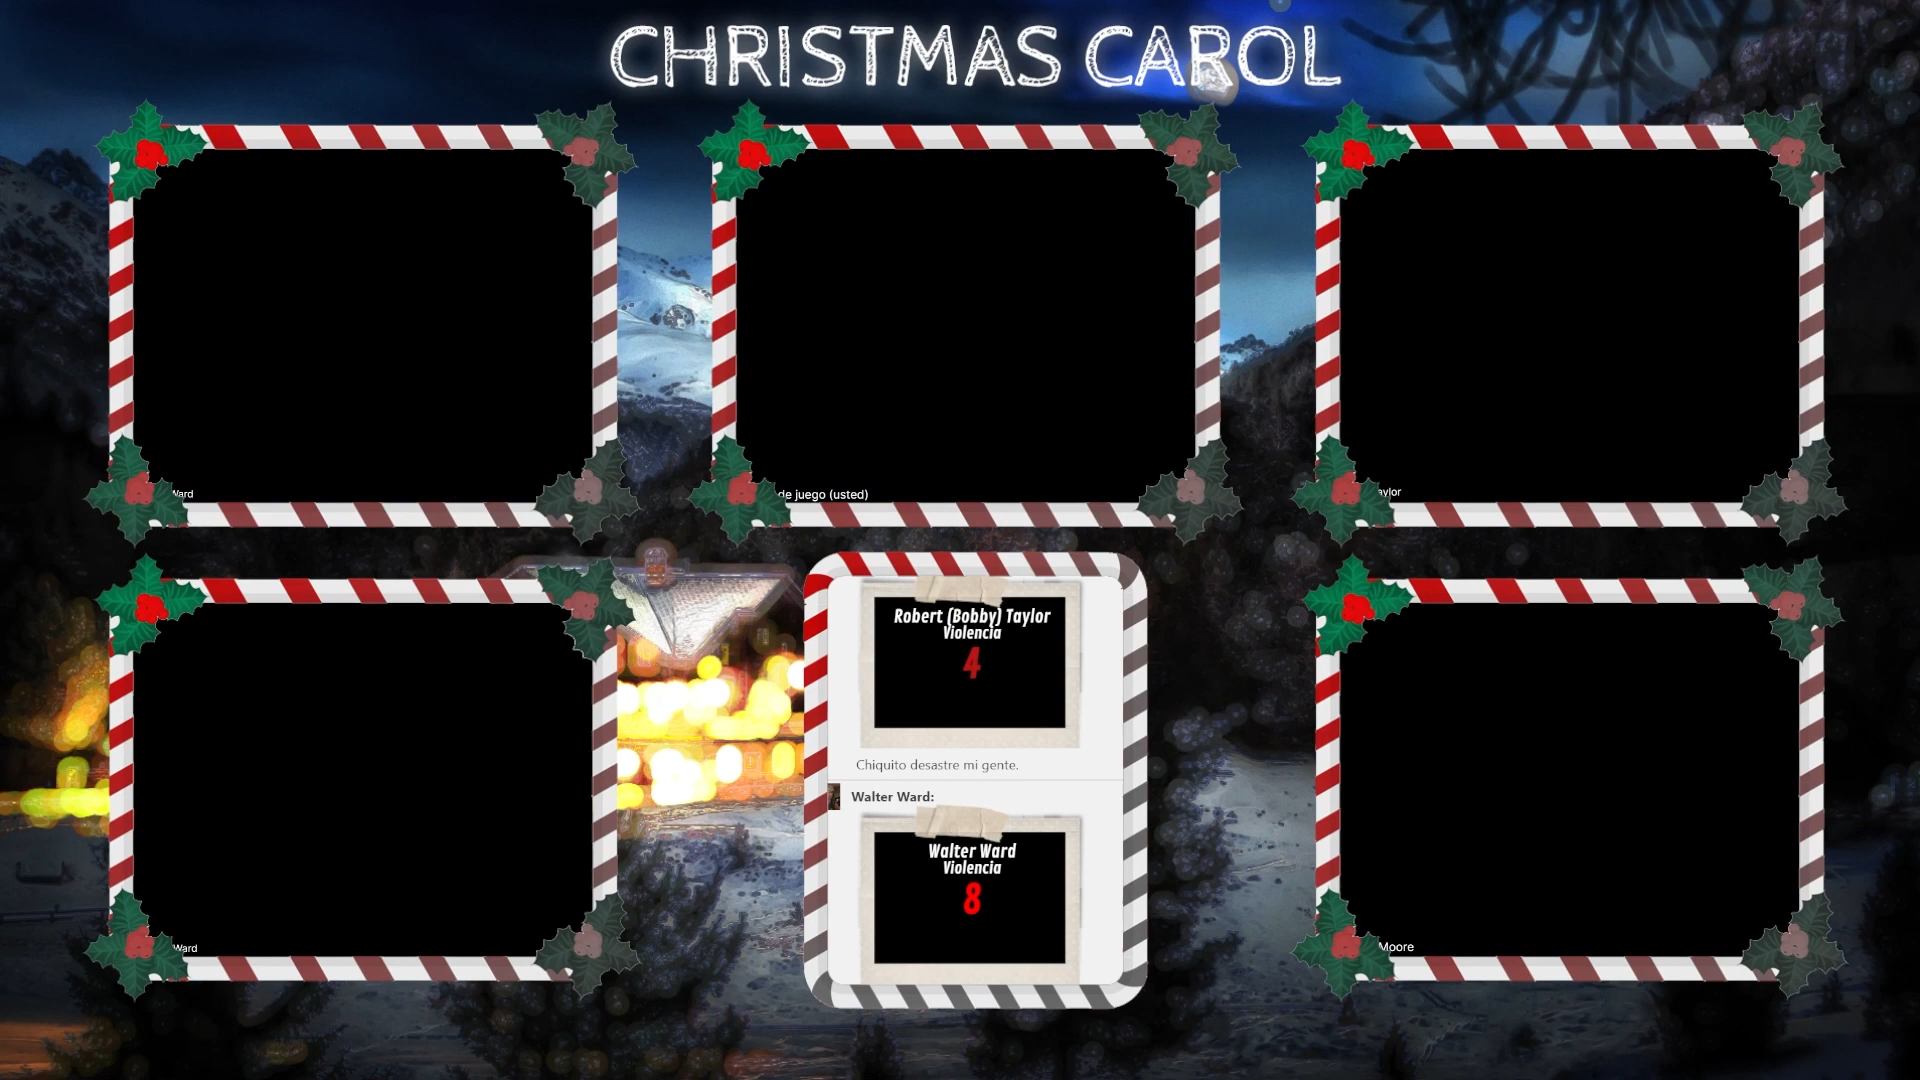 CHRISTMAS CAROL
Ward
de juego (usted)
aylor
Robert (Bobby) Taylor
Violencia
4
Chiquito desastre mi gente.
Walter Ward:
Walter Ward
Violencia
8
Ward
Moore